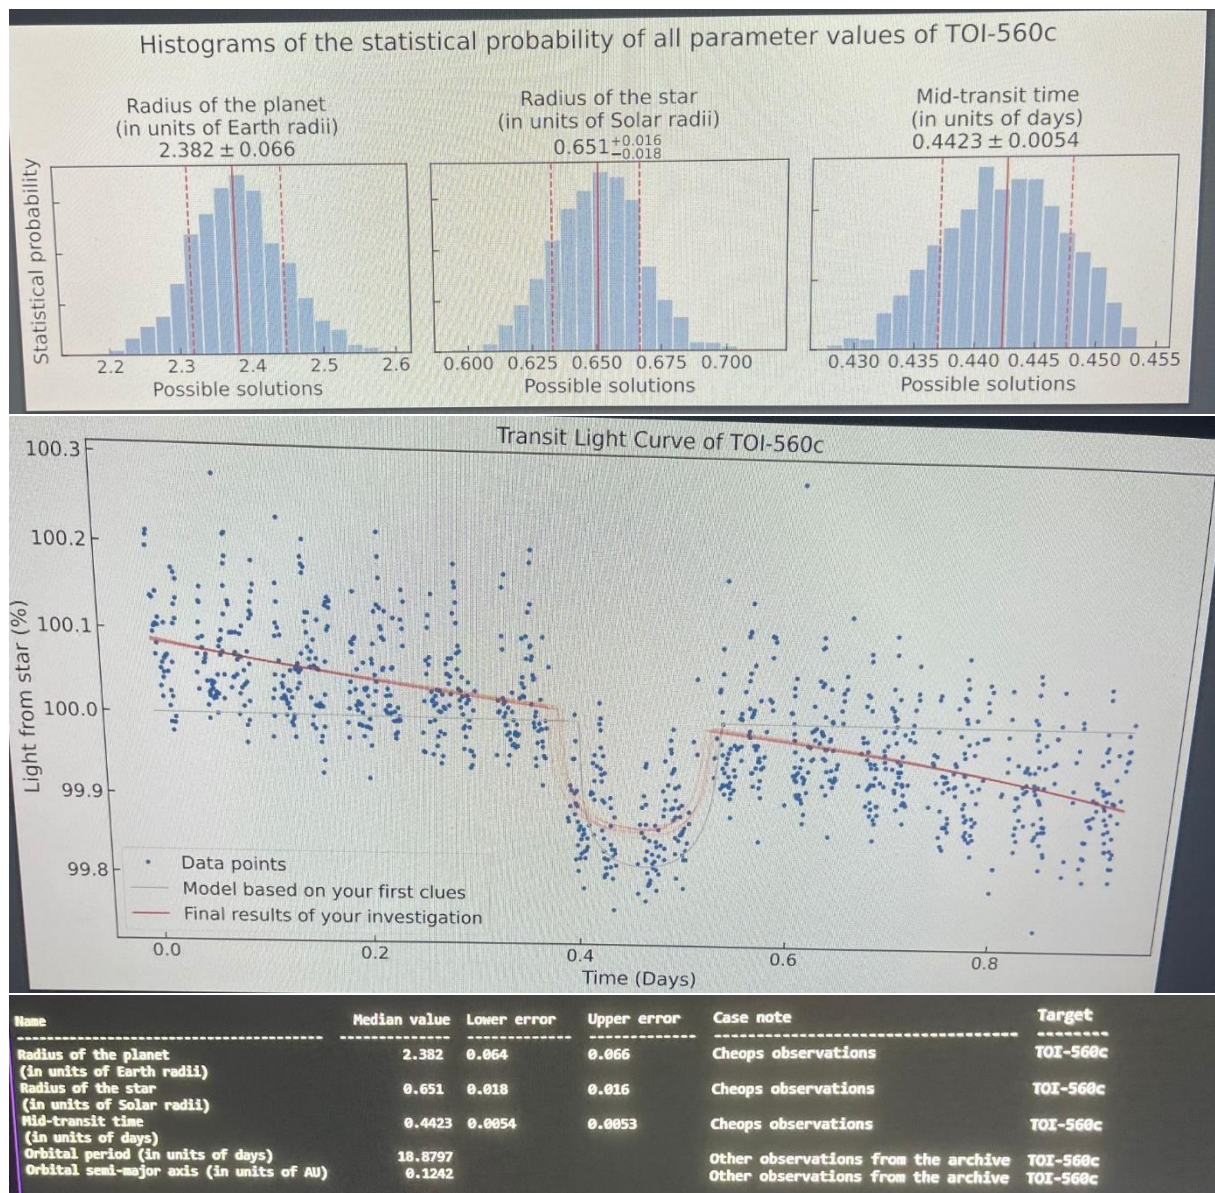 Histograms of the statistical probability of all parameter values of TOI-560c
Radius of the planet
(in units of Earth radii)
2.382 ± 0.066
Radius of the star
(in units of Solar radii)
0.651+0.016
−0.018
Mid-transit time
(in units of days)
0.4423 ± 0.0054
Statistical probability
2.2 2.3 2.4 2.5 2.6
Possible solutions
0.600 0.625 0.650 0.675 0.700
Possible solutions
0.430 0.435 0.440 0.445 0.450 0.455
Possible solutions
Transit Light Curve of TOI-560c
Light from star (%)
100.3
100.2
100.1
100.0
99.9
99.8
Data points
Model based on your first clues
Final results of your investigation
0.0 0.2 0.4 0.6 0.8
Time (Days)
Name Median value Lower error Upper error Case note Target
Radius of the planet 2.382 0.064 0.066 Cheops observations TOI-560c
(in units of Earth radii)
Radius of the star 0.651 0.018 0.016 Cheops observations TOI-560c
(in units of Solar radii)
Mid-transit time 0.4423 0.0054 0.0053 Cheops observations TOI-560c
(in units of days)
Orbital period (in units of days) 18.8797 Other observations from the archive TOI-560c
Orbital semi-major axis (in units of AU) 0.1242 Other observations from the archive TOI-560c